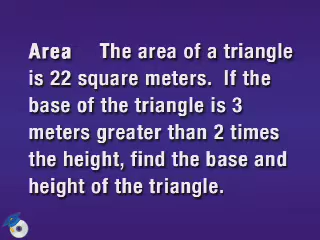 Area The area of a triangle
is 22 square meters. If the
base of the triangle is 3
meters greater than 2 times
the height, find the base and
height of the triangle.